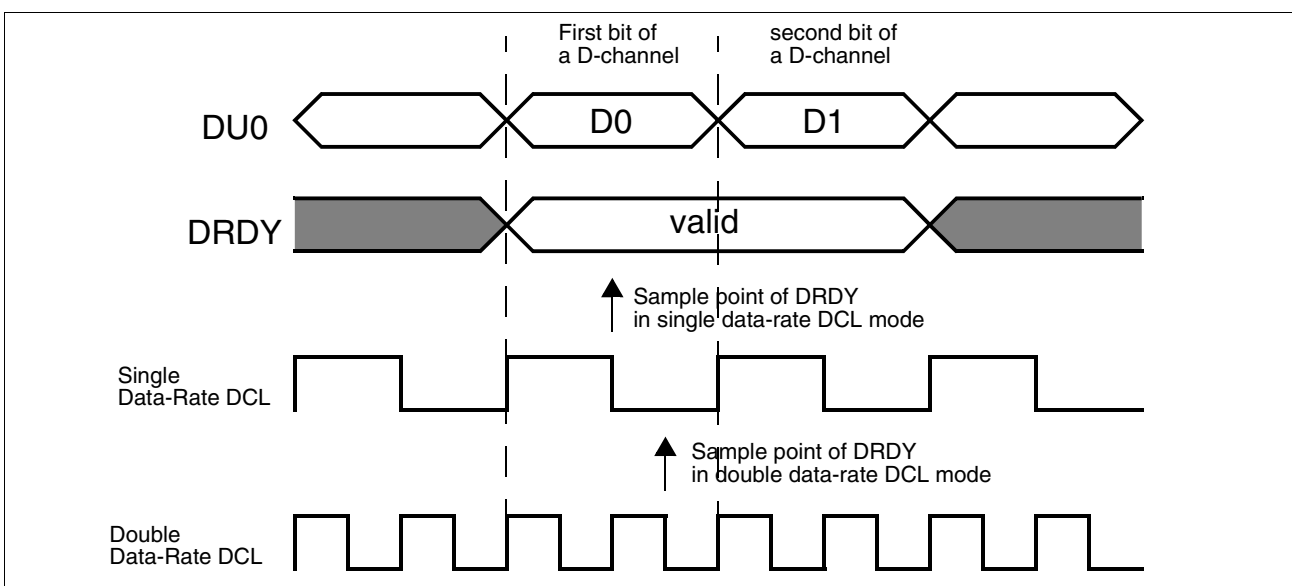 First bit of
a D-channel
second bit of
a D-channel
DU0
D0
D1
DRDY
valid
Sample point of DRDY
in single data-rate DCL mode
Single
Data-Rate DCL
Sample point of DRDY
in double data-rate DCL mode
Double
Data-Rate DCL